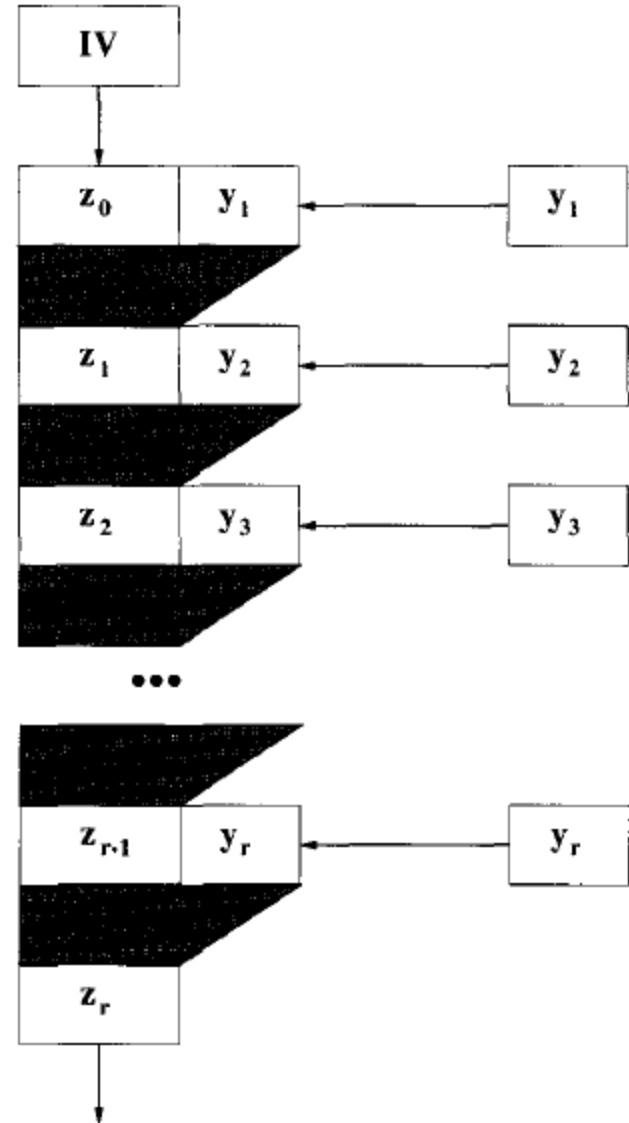 IV
z₀ y₁ y₁
z₁ y₂ y₂
z₂ y₃ y₃
•••
zᵣ₋₁ yᵣ yᵣ
zᵣ